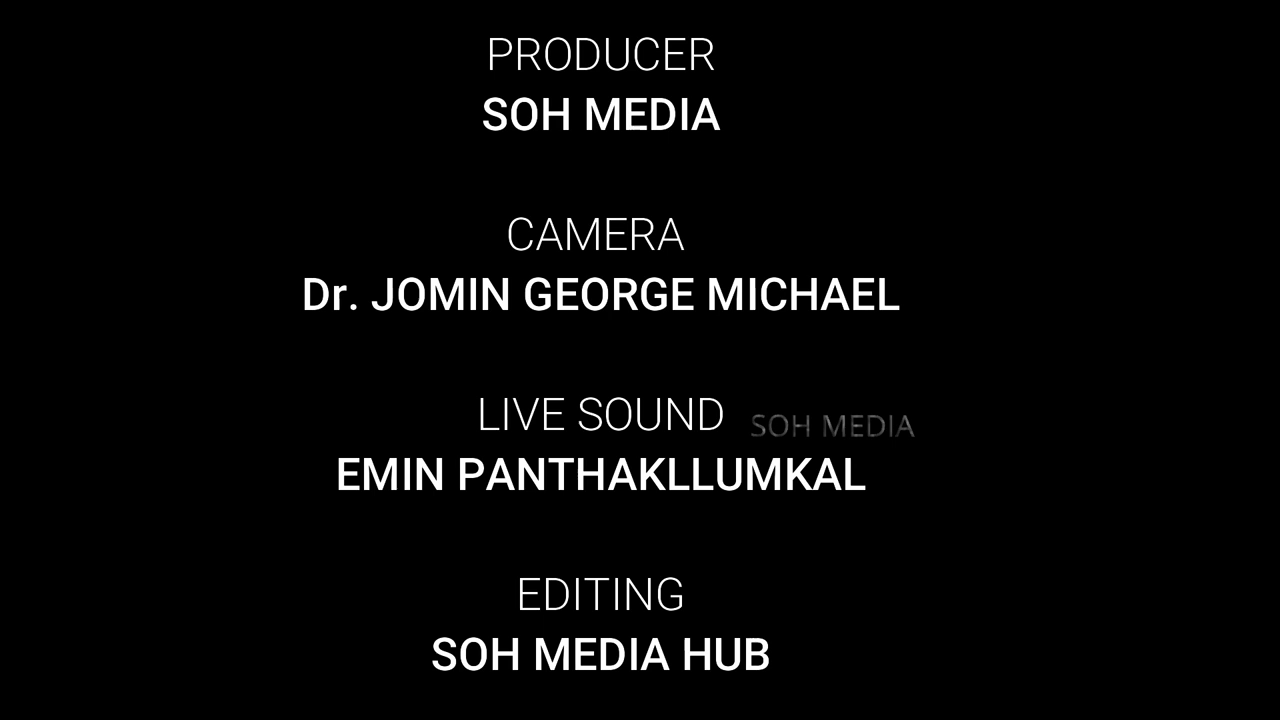 PRODUCER
SOH MEDIA
CAMERA
Dr. JOMIN GEORGE MICHAEL
LIVE SOUND
SOH MEDIA
EMIN PANTHAKLLUMKAL
EDITING
SOH MEDIA HUB